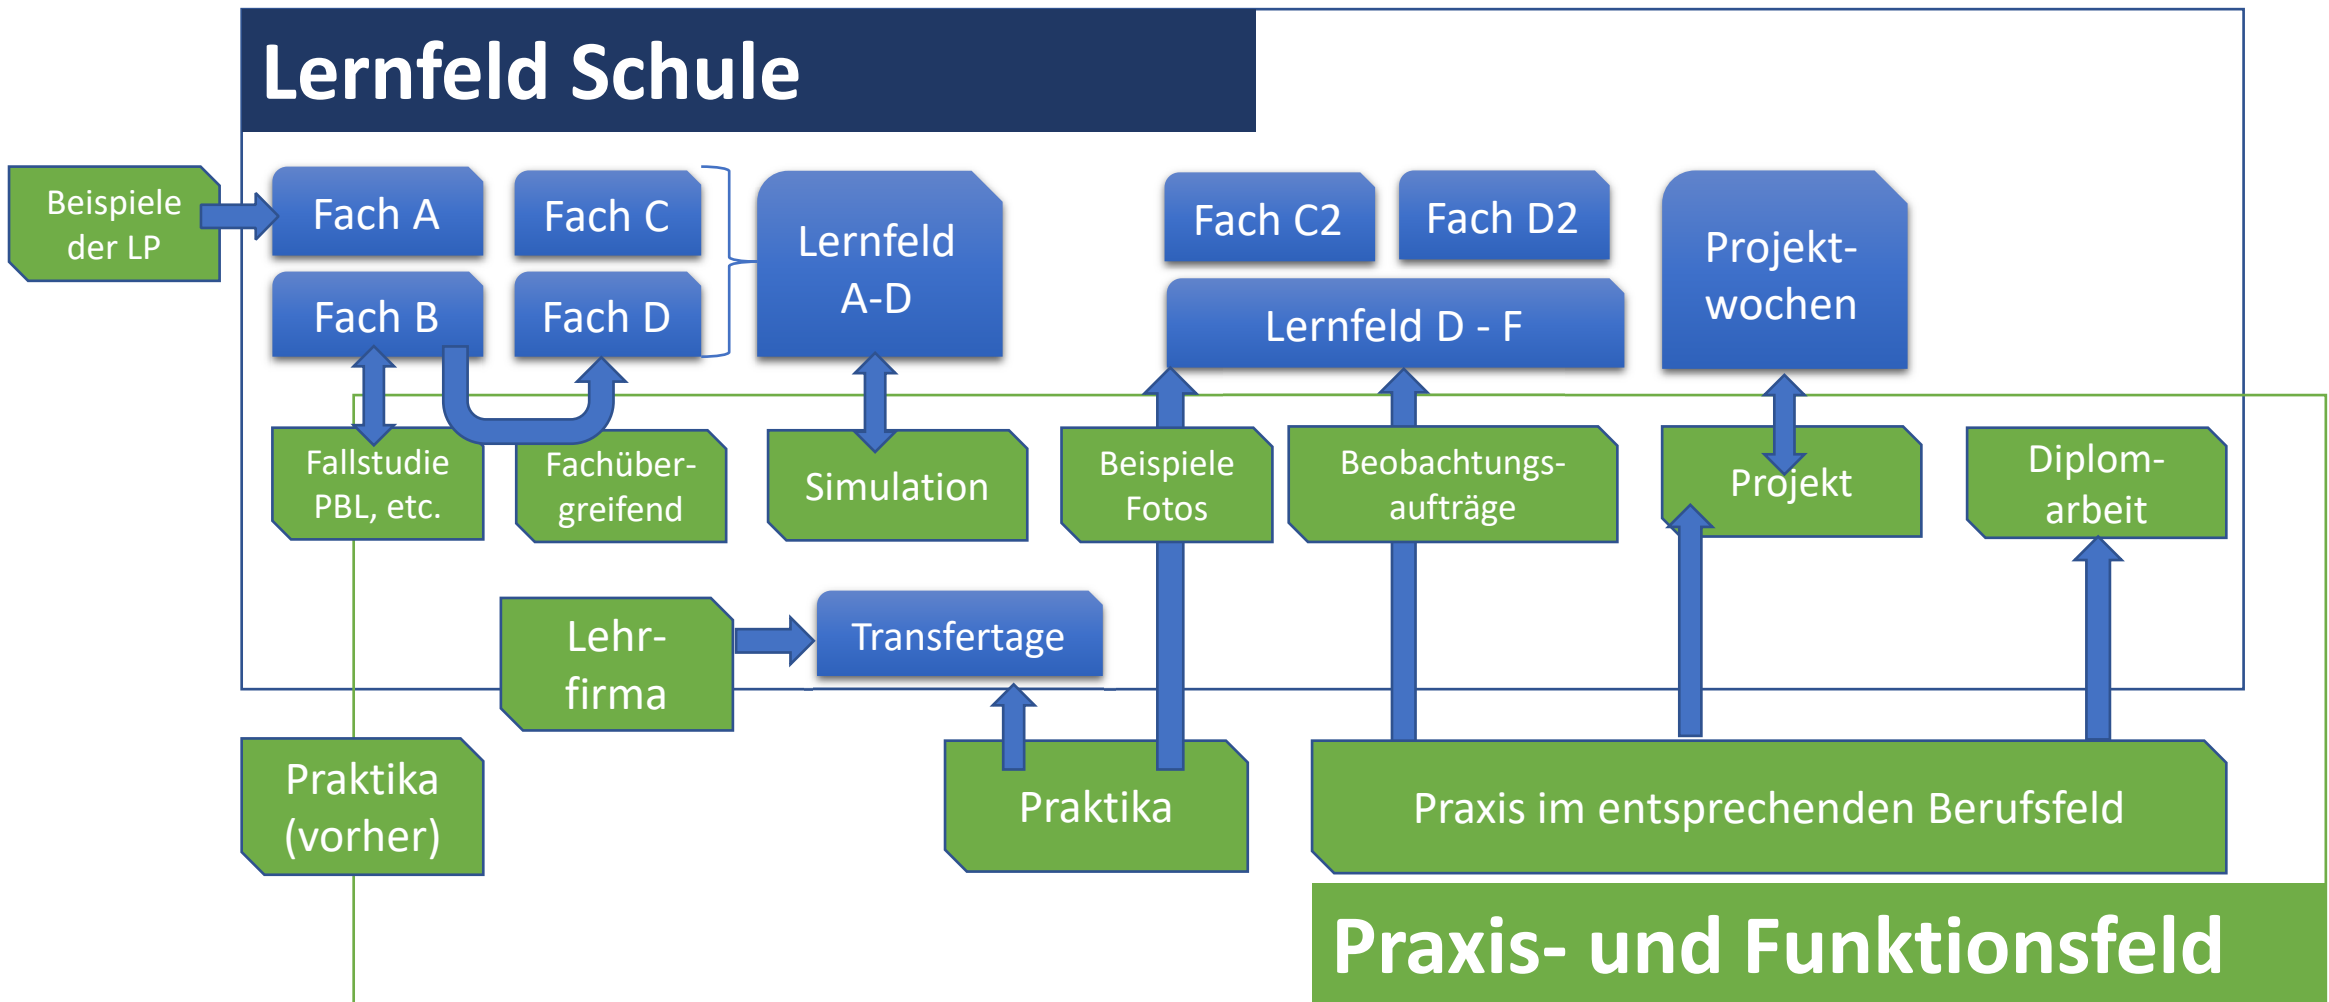 Lernfeld Schule
Beispiele
der LP
Fach A
Fach C
Fach B
Fach D
Lernfeld
A-D
Fach C2
Fach D2
Lernfeld D - F
Projekt-
wochen
Fallstudie
PBL, etc.
Fachüber-
greifend
Simulation
Beispiele
Fotos
Beobachtungs-
aufträge
Projekt
Diplom-
arbeit
Lehr-
firma
Transfertage
Praktika
(vorher)
Praktika
Praxis im entsprechenden Berufsfeld
Praxis- und Funktionsfeld